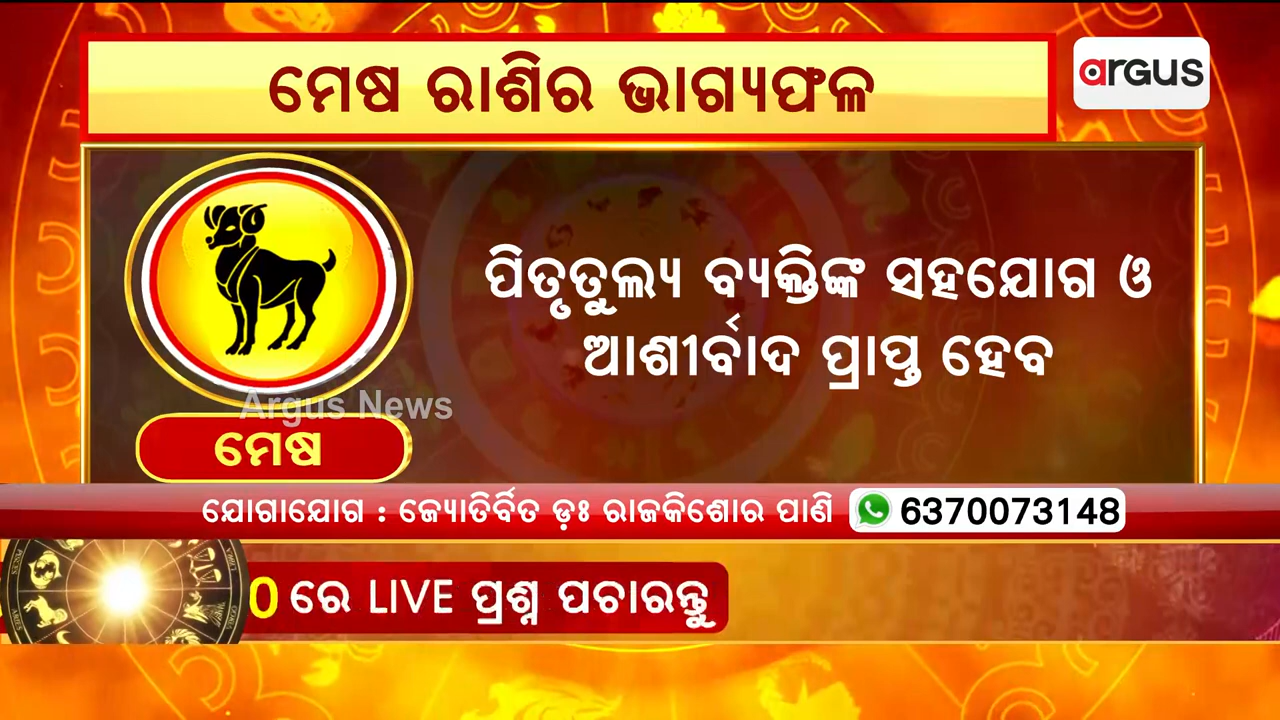 ମେଷ ରାଶିର ଭାଗ୍ୟଫଳ
argus
ପିତୃତୁଲ୍ୟ ବ୍ୟକ୍ତିଙ୍କ ସହଯୋଗ ଓ
ଆଶୀର୍ବାଦ ପ୍ରାପ୍ତ ହେବ
Argus News
ମେଷ
ଯୋଗାଯୋଗ : ଜ୍ୟୋତିର୍ବିତ ଡ଼ଃ ରାଜକିଶୋର ପାଣି 6370073148
0 ରେ LIVE ପ୍ରଶ୍ନ ପଚାରନ୍ତୁ